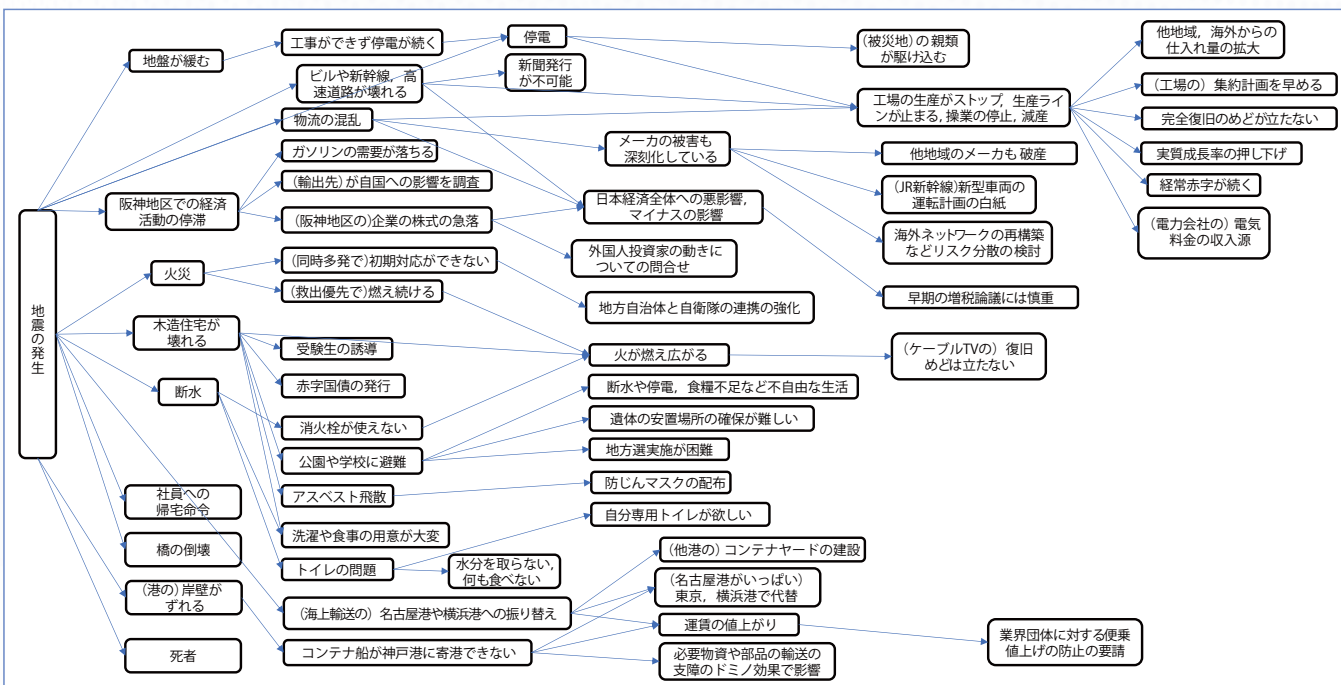 地震の発生
地盤が緩む
阪神地区での経済
活動の停滞
火災
木造住宅が
壊れる
断水
社員への
帰宅命令
橋の倒壊
(港の) 岸壁が
ずれる
死者
工事ができず停電が続く
ビルや新幹線，高
速道路が壊れる
物流の混乱
ガソリンの需要が落ちる
(輸出先) が自国への影響を調査
(阪神地区の)企業の株式の急落
(同時多発で)初期対応ができない
(救出優先で)燃え続ける
受験生の誘導
赤字国債の発行
消火栓が使えない
公園や学校に避難
アスベスト飛散
洗濯や食事の用意が大変
トイレの問題
水分を取らない，
何も食べない
(海上輸送の) 名古屋港や横浜港への振り替え
コンテナ船が神戸港に寄港できない
停電
新聞発行
が不可能
メーカの被害も
深刻化している
日本経済全体への悪影響，
マイナスの影響
外国人投資家の動きに
ついての問合せ
地方自治体と自衛隊の連携の強化
火が燃え広がる
断水や停電，食糧不足など不自由な生活
遺体の安置場所の確保が難しい
地方選実施が困難
防じんマスクの配布
自分専用トイレが欲しい
(他港の) コンテナヤードの建設
(名古屋港がいっぱい)
東京，横浜港で代替
運賃の値上がり
必要物資や部品の輸送の
支障のドミノ効果で影響
(被災地) の親類
が駆け込む
工場の生産がストップ，生産ライ
ンが止まる，操業の停止，減産
他地域のメーカも破産
(JR新幹線)新型車両の
運転計画の白紙
海外ネットワークの再構築
などリスク分散の検討
早期の増税論議には慎重
(ケーブルTVの) 復旧
めどは立たない
業界団体に対する便乗
値上げの防止の要請
他地域，海外からの
仕入れ量の拡大
(工場の) 集約計画を早める
完全復旧のめどが立たない
実質成長率の押し下げ
経常赤字が続く
(電力会社の) 電気
料金の収入源